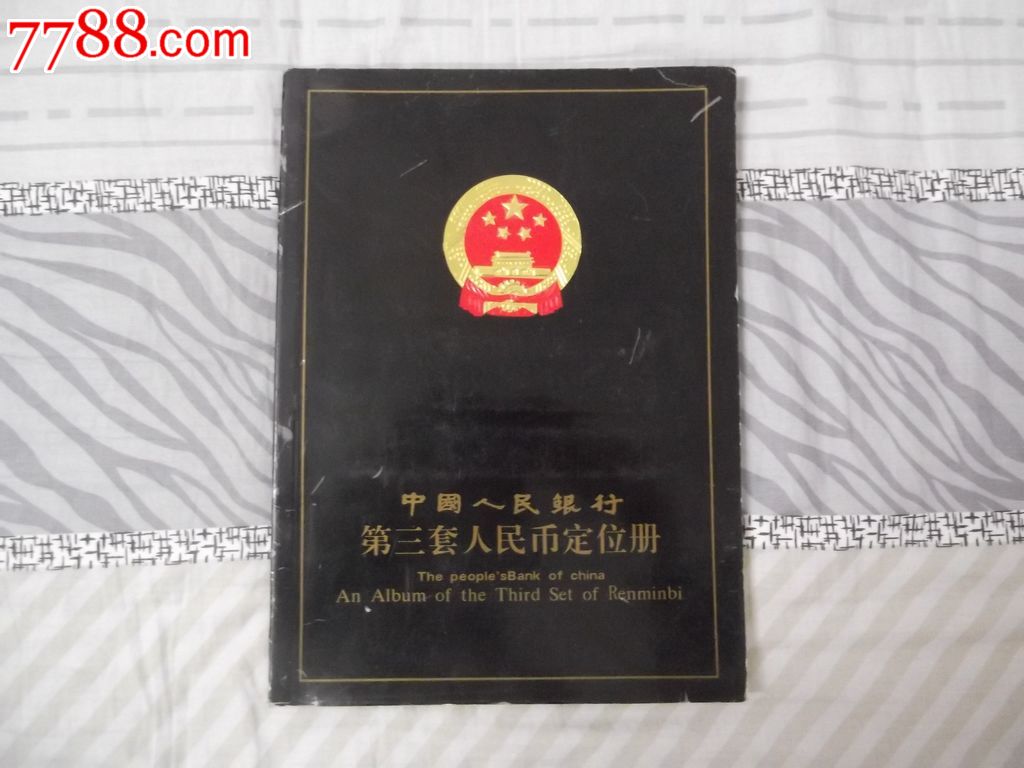 7788.com
中國人民銀行
第三套人民币定位册
The people'sBank of china
An Album of the Third Set of Renminbi